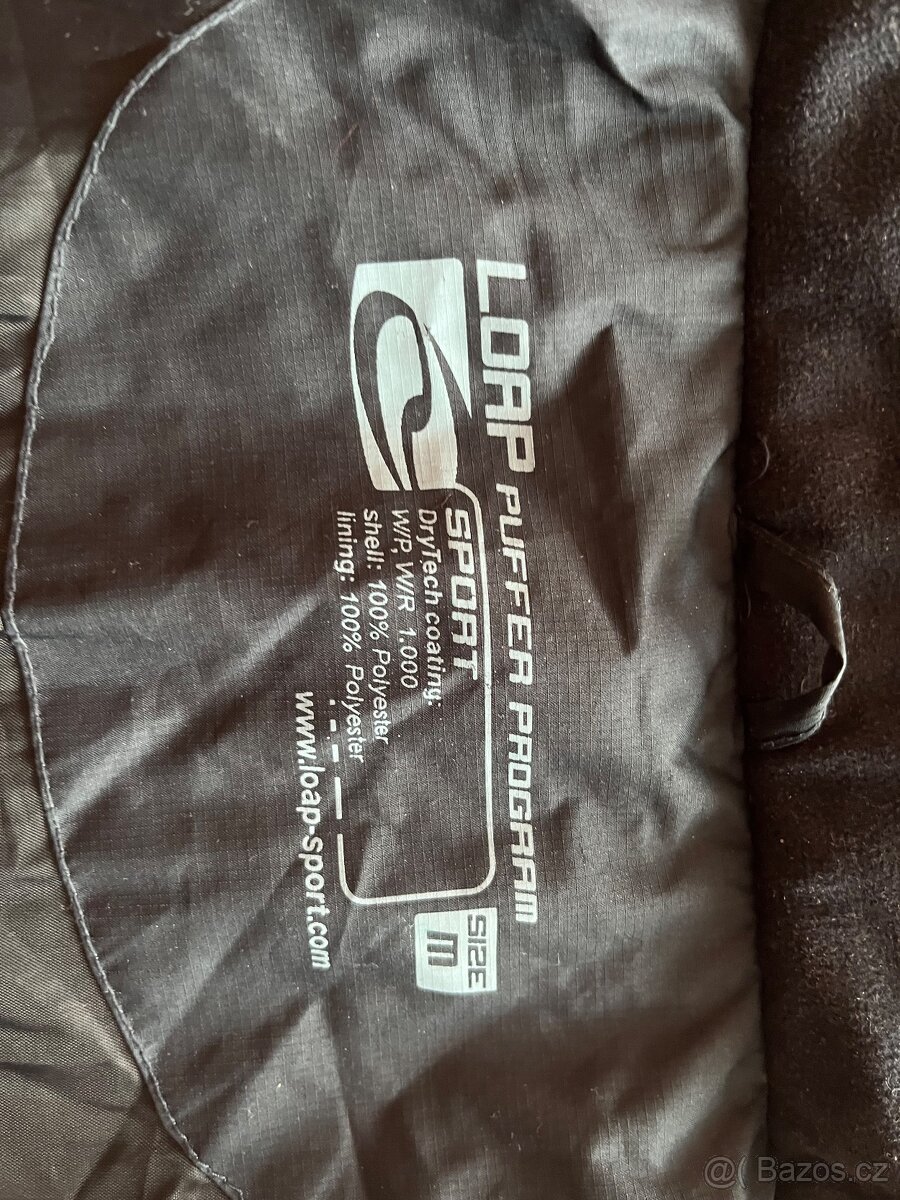 LOAP PUFFER PROGRAM
SPORT
DryTech coating:
W/P, W/R 1.000
shell: 100% Polyester
lining: 100% Polyester
www.loap-sport.com
SIZE
M
@( Bazoš.cz